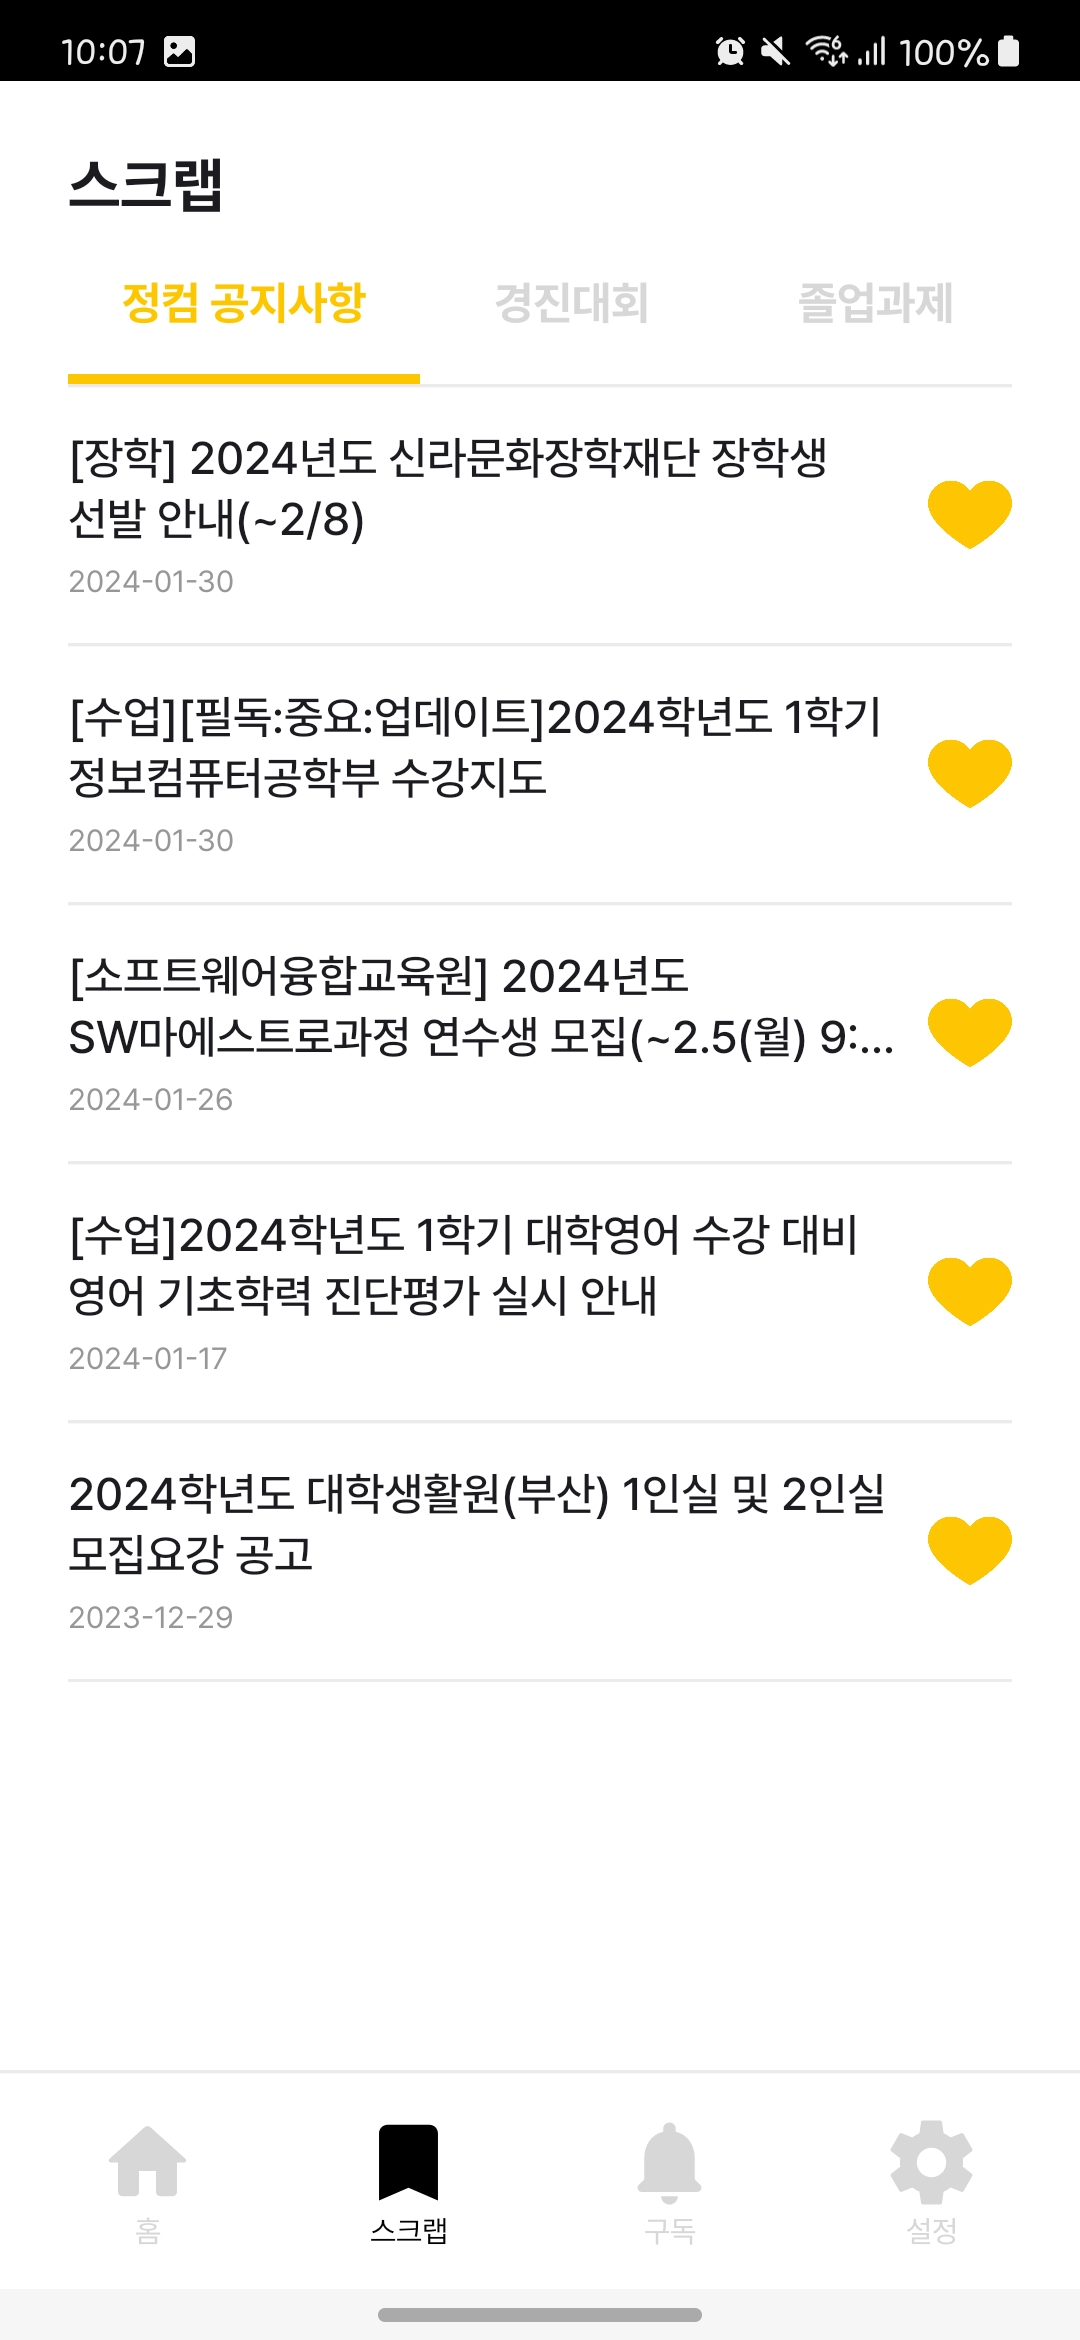 10:07 100%
스크랩
정컴 공지사항 경진대회 졸업과제
[장학] 2024년도 신라문화장학재단 장학생
선발 안내(~2/8)
2024-01-30
[수업][필독:중요:업데이트]2024학년도 1학기
정보컴퓨터공학부 수강지도
2024-01-30
[소프트웨어융합교육원] 2024년도
SW마에스트로과정 연수생 모집(~2.5(월) 9:...
2024-01-26
[수업]2024학년도 1학기 대학영어 수강 대비
영어 기초학력 진단평가 실시 안내
2024-01-17
2024학년도 대학생활원(부산) 1인실 및 2인실
모집요강 공고
2023-12-29
홈 스크랩 구독 설정